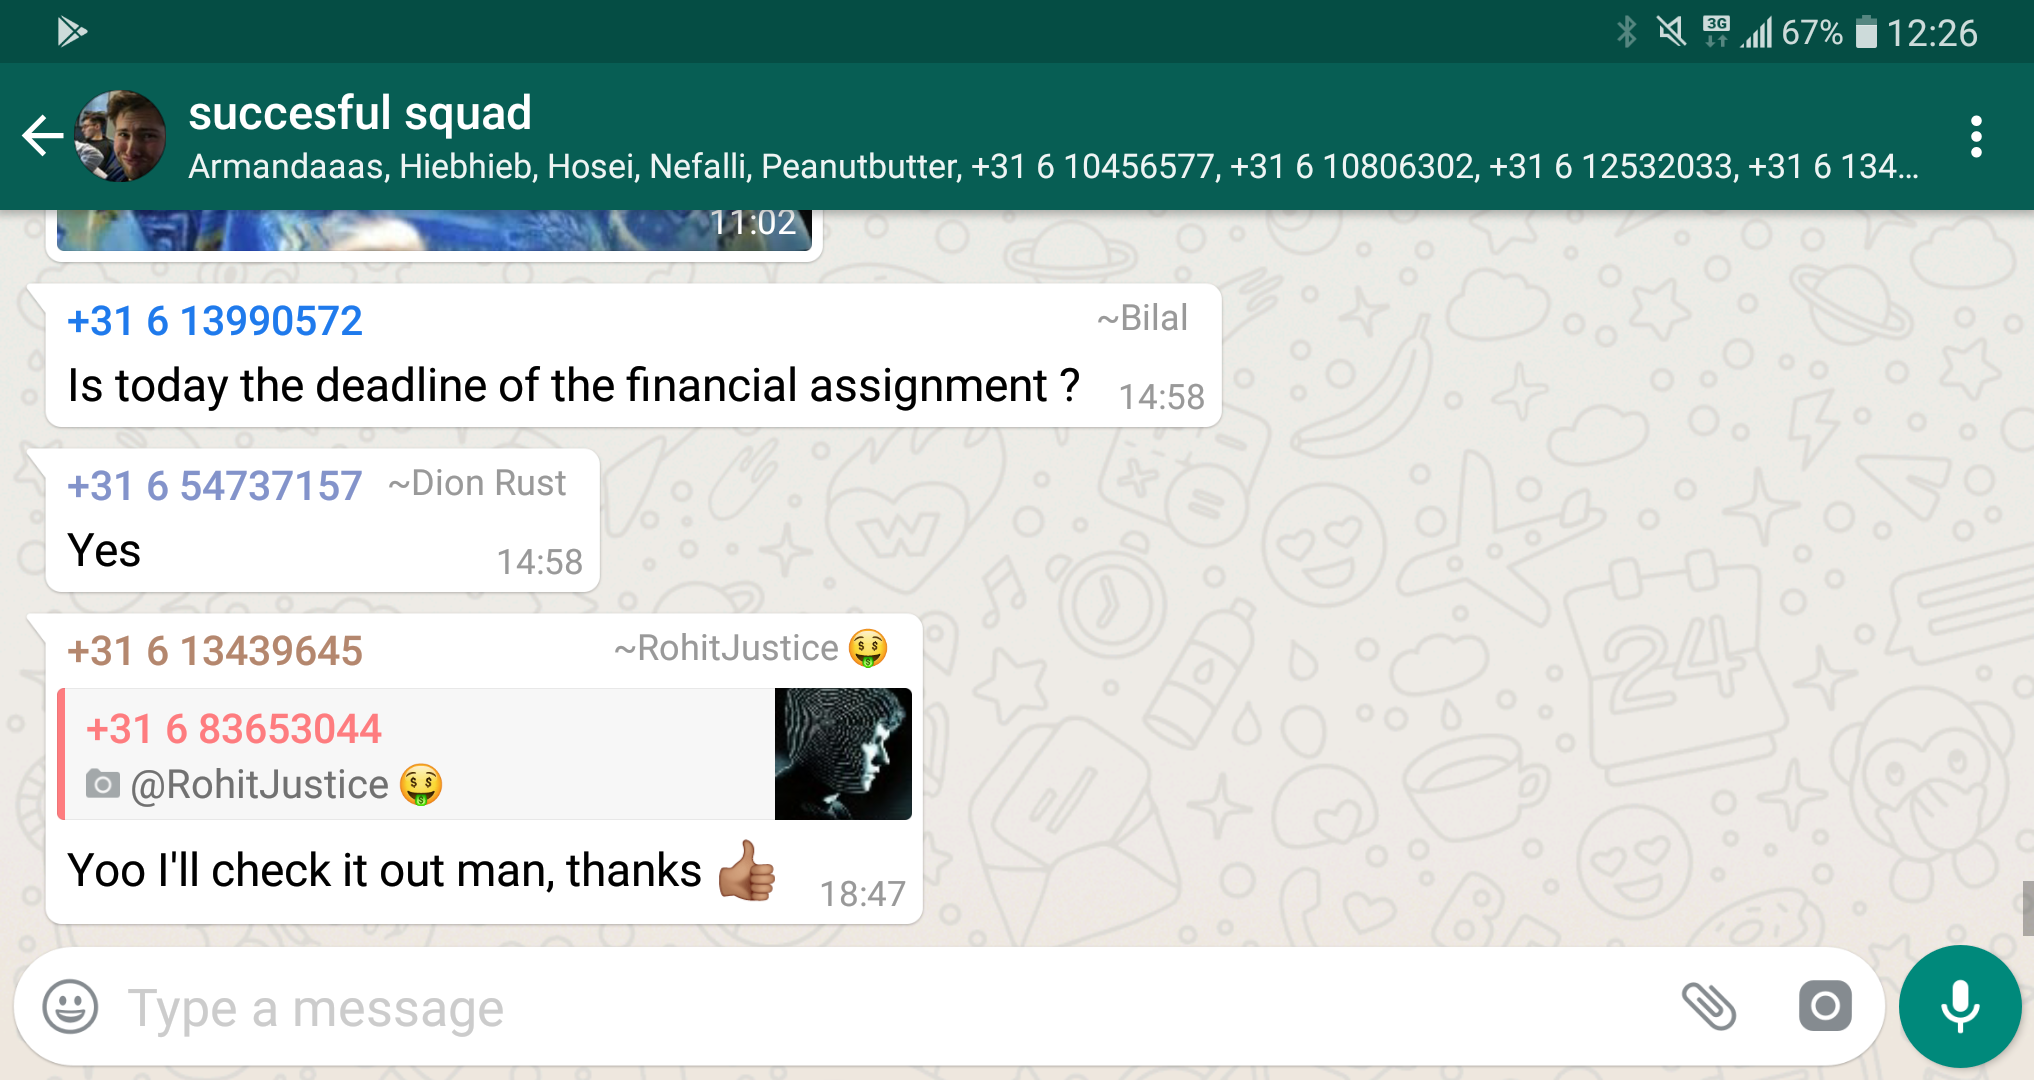 3G 67% 12:26
succesful squad
Armandaaas, Hiebhieb, Hosei, Nefalli, Peanutbutter, +31 6 10456577, +31 6 10806302, +31 6 12532033, +31 6 134...
11:02
+31 6 13990572 ~Bilal
Is today the deadline of the financial assignment ? 14:58
+31 6 54737157 ~Dion Rust
Yes 14:58
+31 6 13439645 ~RohitJustice 🤑
+31 6 83653044
@RohitJustice 🤑
Yoo I'll check it out man, thanks 👍🏽 18:47
Type a message